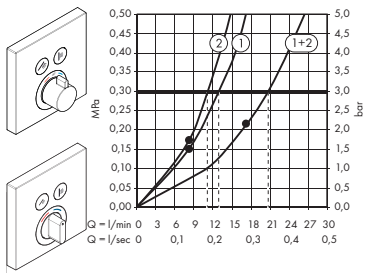 0,50 5,0
0,45 4,5
2 1 1+2
0,40 4,0
0,35 3,5
0,30 3,0
MPa bar
0,25 2,5
0,20 2,0
0,15 1,5
0,10 1,0
0,05 0,5
0,00 0,0
Q = l/min 0 3 6 9 12 15 18 21 24 27 30
Q = l/sec 0 0,1 0,2 0,3 0,4 0,5